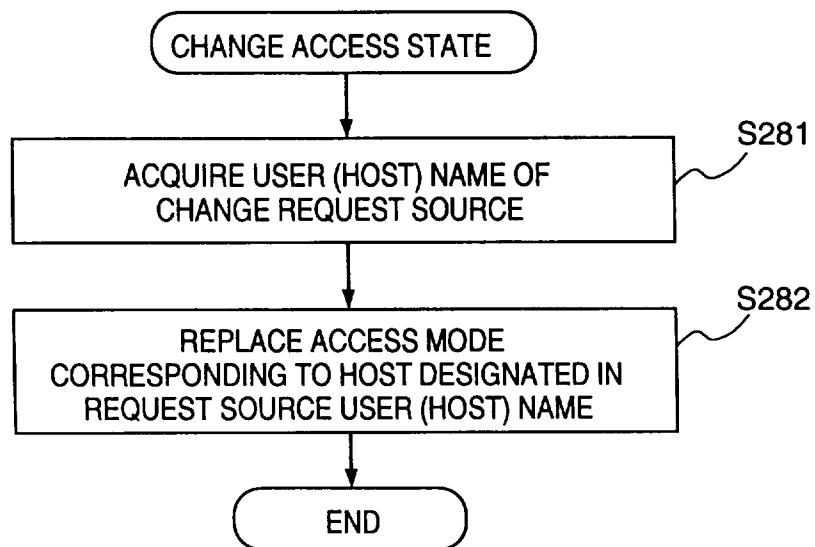 CHANGE ACCESS STATE
S281
ACQUIRE USER (HOST) NAME OF
CHANGE REQUEST SOURCE
S282
REPLACE ACCESS MODE
CORRESPONDING TO HOST DESIGNATED IN
REQUEST SOURCE USER (HOST) NAME
END